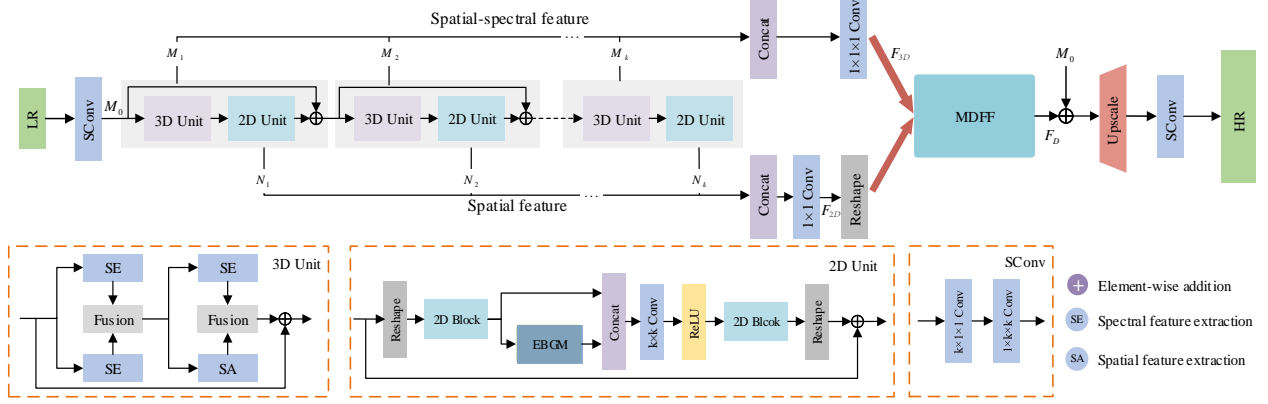 Spatial-spectral feature
...
M1
M2
Mk
Concat
1×1×1 Conv
F3D
LR
SConv
M0
3D Unit
2D Unit
3D Unit
2D Unit
3D Unit
2D Unit
MDFF
M0
FD
Upscale
SConv
HR
N1
N2
Nk
...
Spatial feature
Concat
1×1 Conv
F2D
Reshape
3D Unit
SE
SE
Fusion
Fusion
SE
SA
2D Unit
Reshape
2D Block
EBGM
Concat
k×k Conv
ReLU
2D Blcok
Reshape
SConv
k×1×1 Conv
1×k×k Conv
Element-wise addition
SE
Spectral feature extraction
SA
Spatial feature extraction